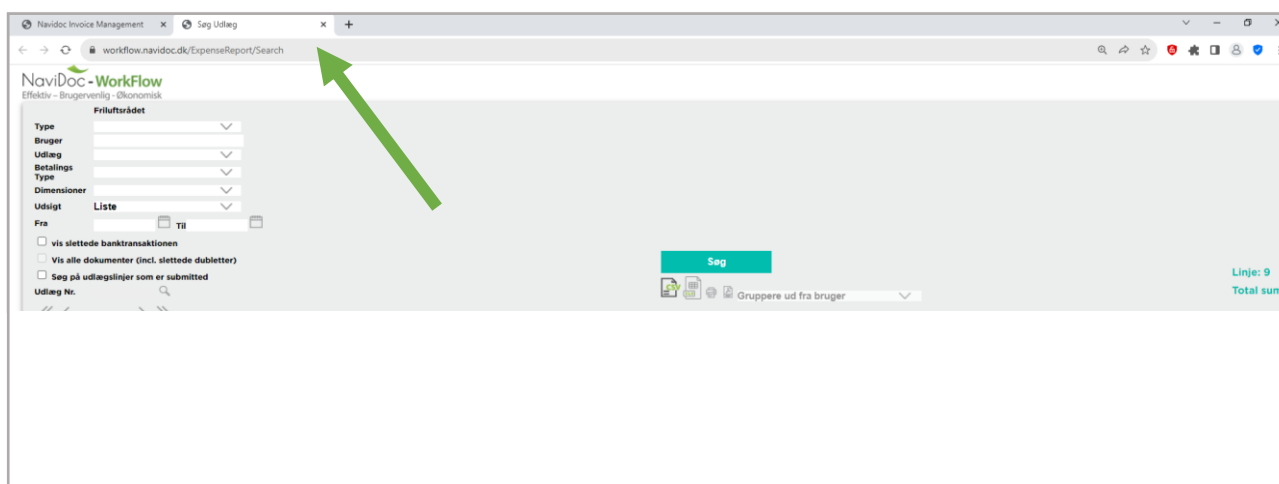 Navidoc Invoice Management
Søg Udlæg
workflow.navidoc.dk/ExpenseReport/Search
NaviDoc - WorkFlow
Effektiv – Brugervenlig - Økonomisk
Friluftsrådet
Type
Bruger
Udlæg
Betalings
Type
Dimensioner
Udsigt Liste
Fra Til
vis slettede banktransaktionen
Vis alle dokumenter (incl. slettede dubletter)
Søg på udlægslinjer som er submitted
Udlæg Nr.
Søg
CSV
Gruppere ud fra bruger
Linje: 9
Total sum